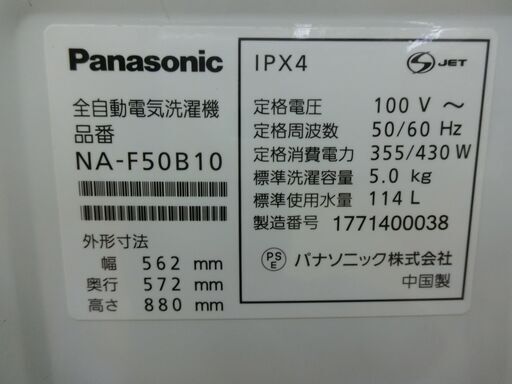 Panasonic
全自動電気洗濯機
品番
NA-F50B10
外形寸法
幅 562 mm
奥行 572 mm
高さ 880 mm
IPX4
S JET
定格電圧 100 V ～
定格周波数 50/60 Hz
定格消費電力 355/430 W
標準洗濯容量 5.0 kg
標準使用水量 114 L
製造番号 1771400038
PS E パナソニック株式会社
中国製